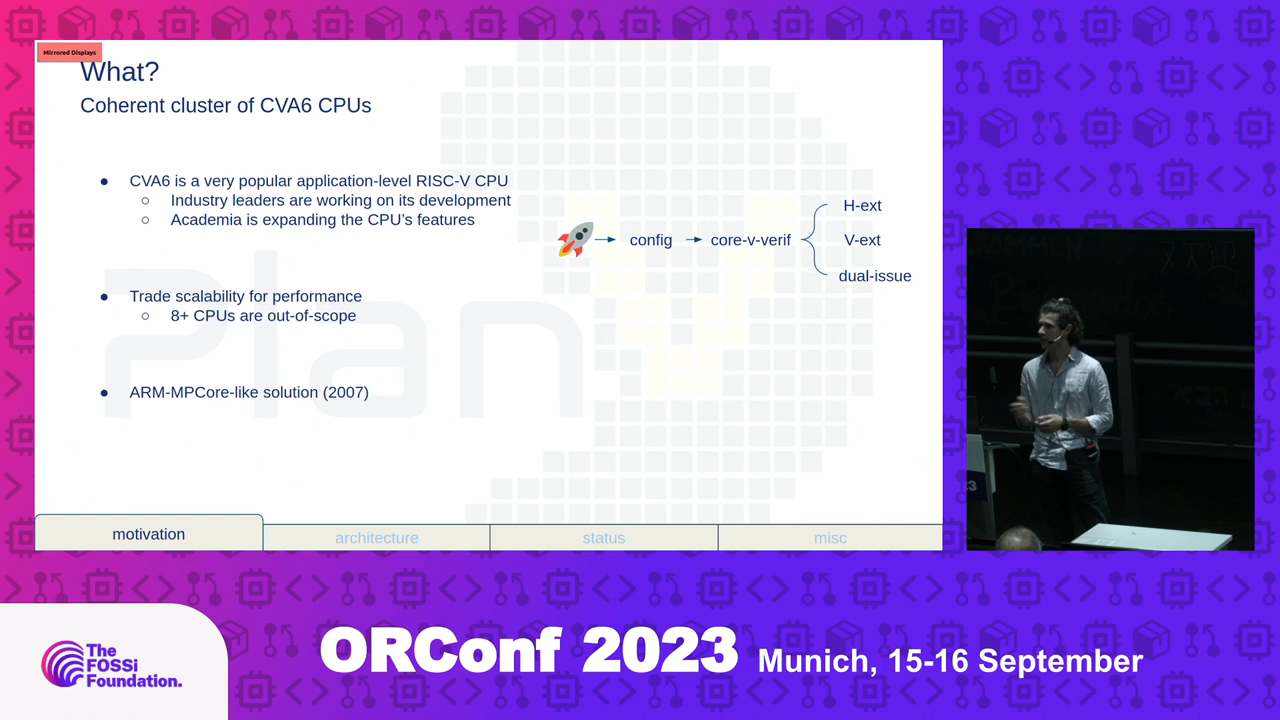 Mirrored Displays
What?
Coherent cluster of CVA6 CPUs
● CVA6 is a very popular application-level RISC-V CPU
○ Industry leaders are working on its development
○ Academia is expanding the CPU's features
● Trade scalability for performance
○ 8+ CPUs are out-of-scope
● ARM-MPCore-like solution (2007)
config
core-v-verif
H-ext
V-ext
dual-issue
Plan V
motivation
architecture
status
misc
The
FOSSi
Foundation.
ORConf 2023 Munich, 15-16 September